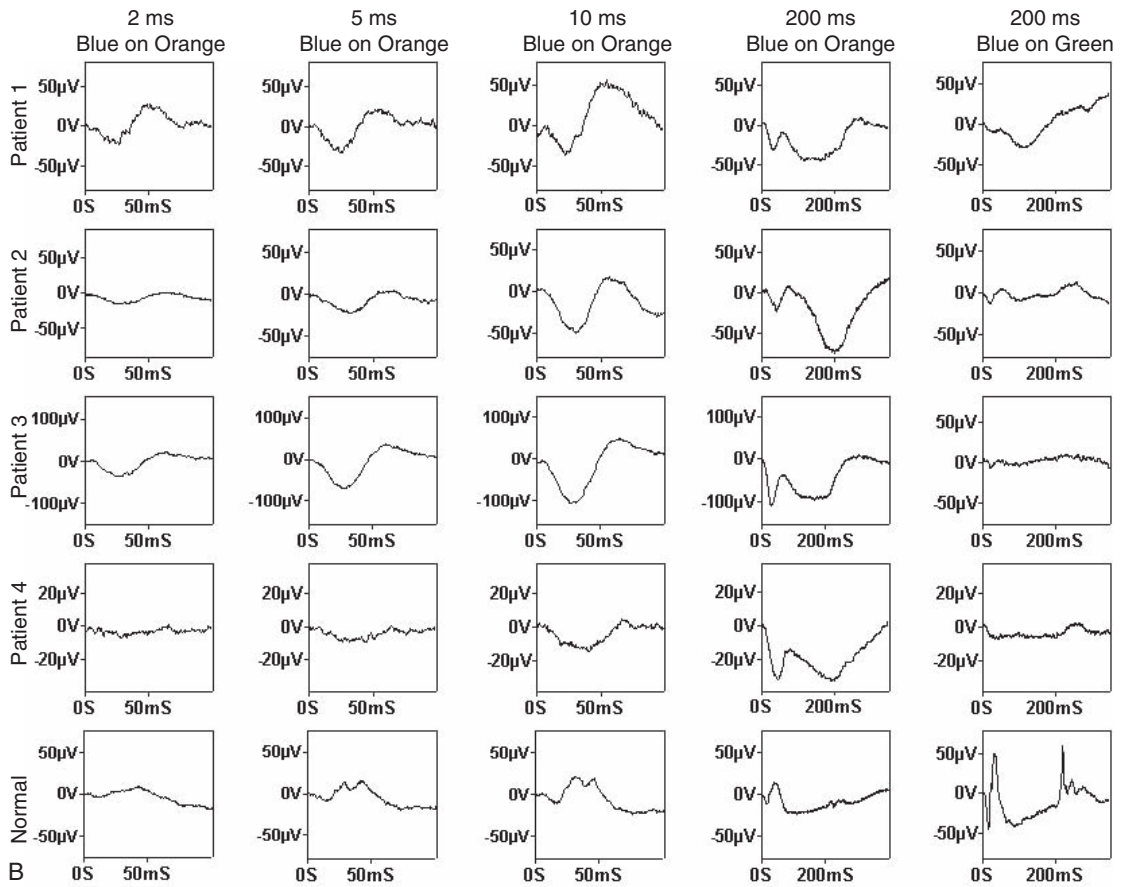 2 ms 5 ms 10 ms 200 ms 200 ms
Blue on Orange Blue on Orange Blue on Orange Blue on Orange Blue on Green
Patient 1
50µV 50µV 50µV 50µV 50µV
0V 0V 0V 0V 0V
-50µV -50µV -50µV -50µV -50µV
0S 50mS 0S 50mS 0S 50mS 0S 200mS 0S 200mS
Patient 2
50µV 50µV 50µV 50µV 50µV
0V 0V 0V 0V 0V
-50µV -50µV -50µV -50µV -50µV
0S 50mS 0S 50mS 0S 50mS 0S 200mS 0S 200mS
Patient 3
100µV 100µV 100µV 100µV 50µV
0V 0V 0V 0V 0V
-100µV -100µV -100µV -100µV -50µV
0S 50mS 0S 50mS 0S 50mS 0S 200mS 0S 200mS
Patient 4
20µV 20µV 20µV 20µV 20µV
0V 0V 0V 0V 0V
-20µV -20µV -20µV -20µV -20µV
0S 50mS 0S 50mS 0S 50mS 0S 200mS 0S 200mS
Normal
50µV 50µV 50µV 50µV 50µV
0V 0V 0V 0V 0V
-50µV -50µV -50µV -50µV -50µV
0S 50mS 0S 50mS 0S 50mS 0S 200mS 0S 200mS
B